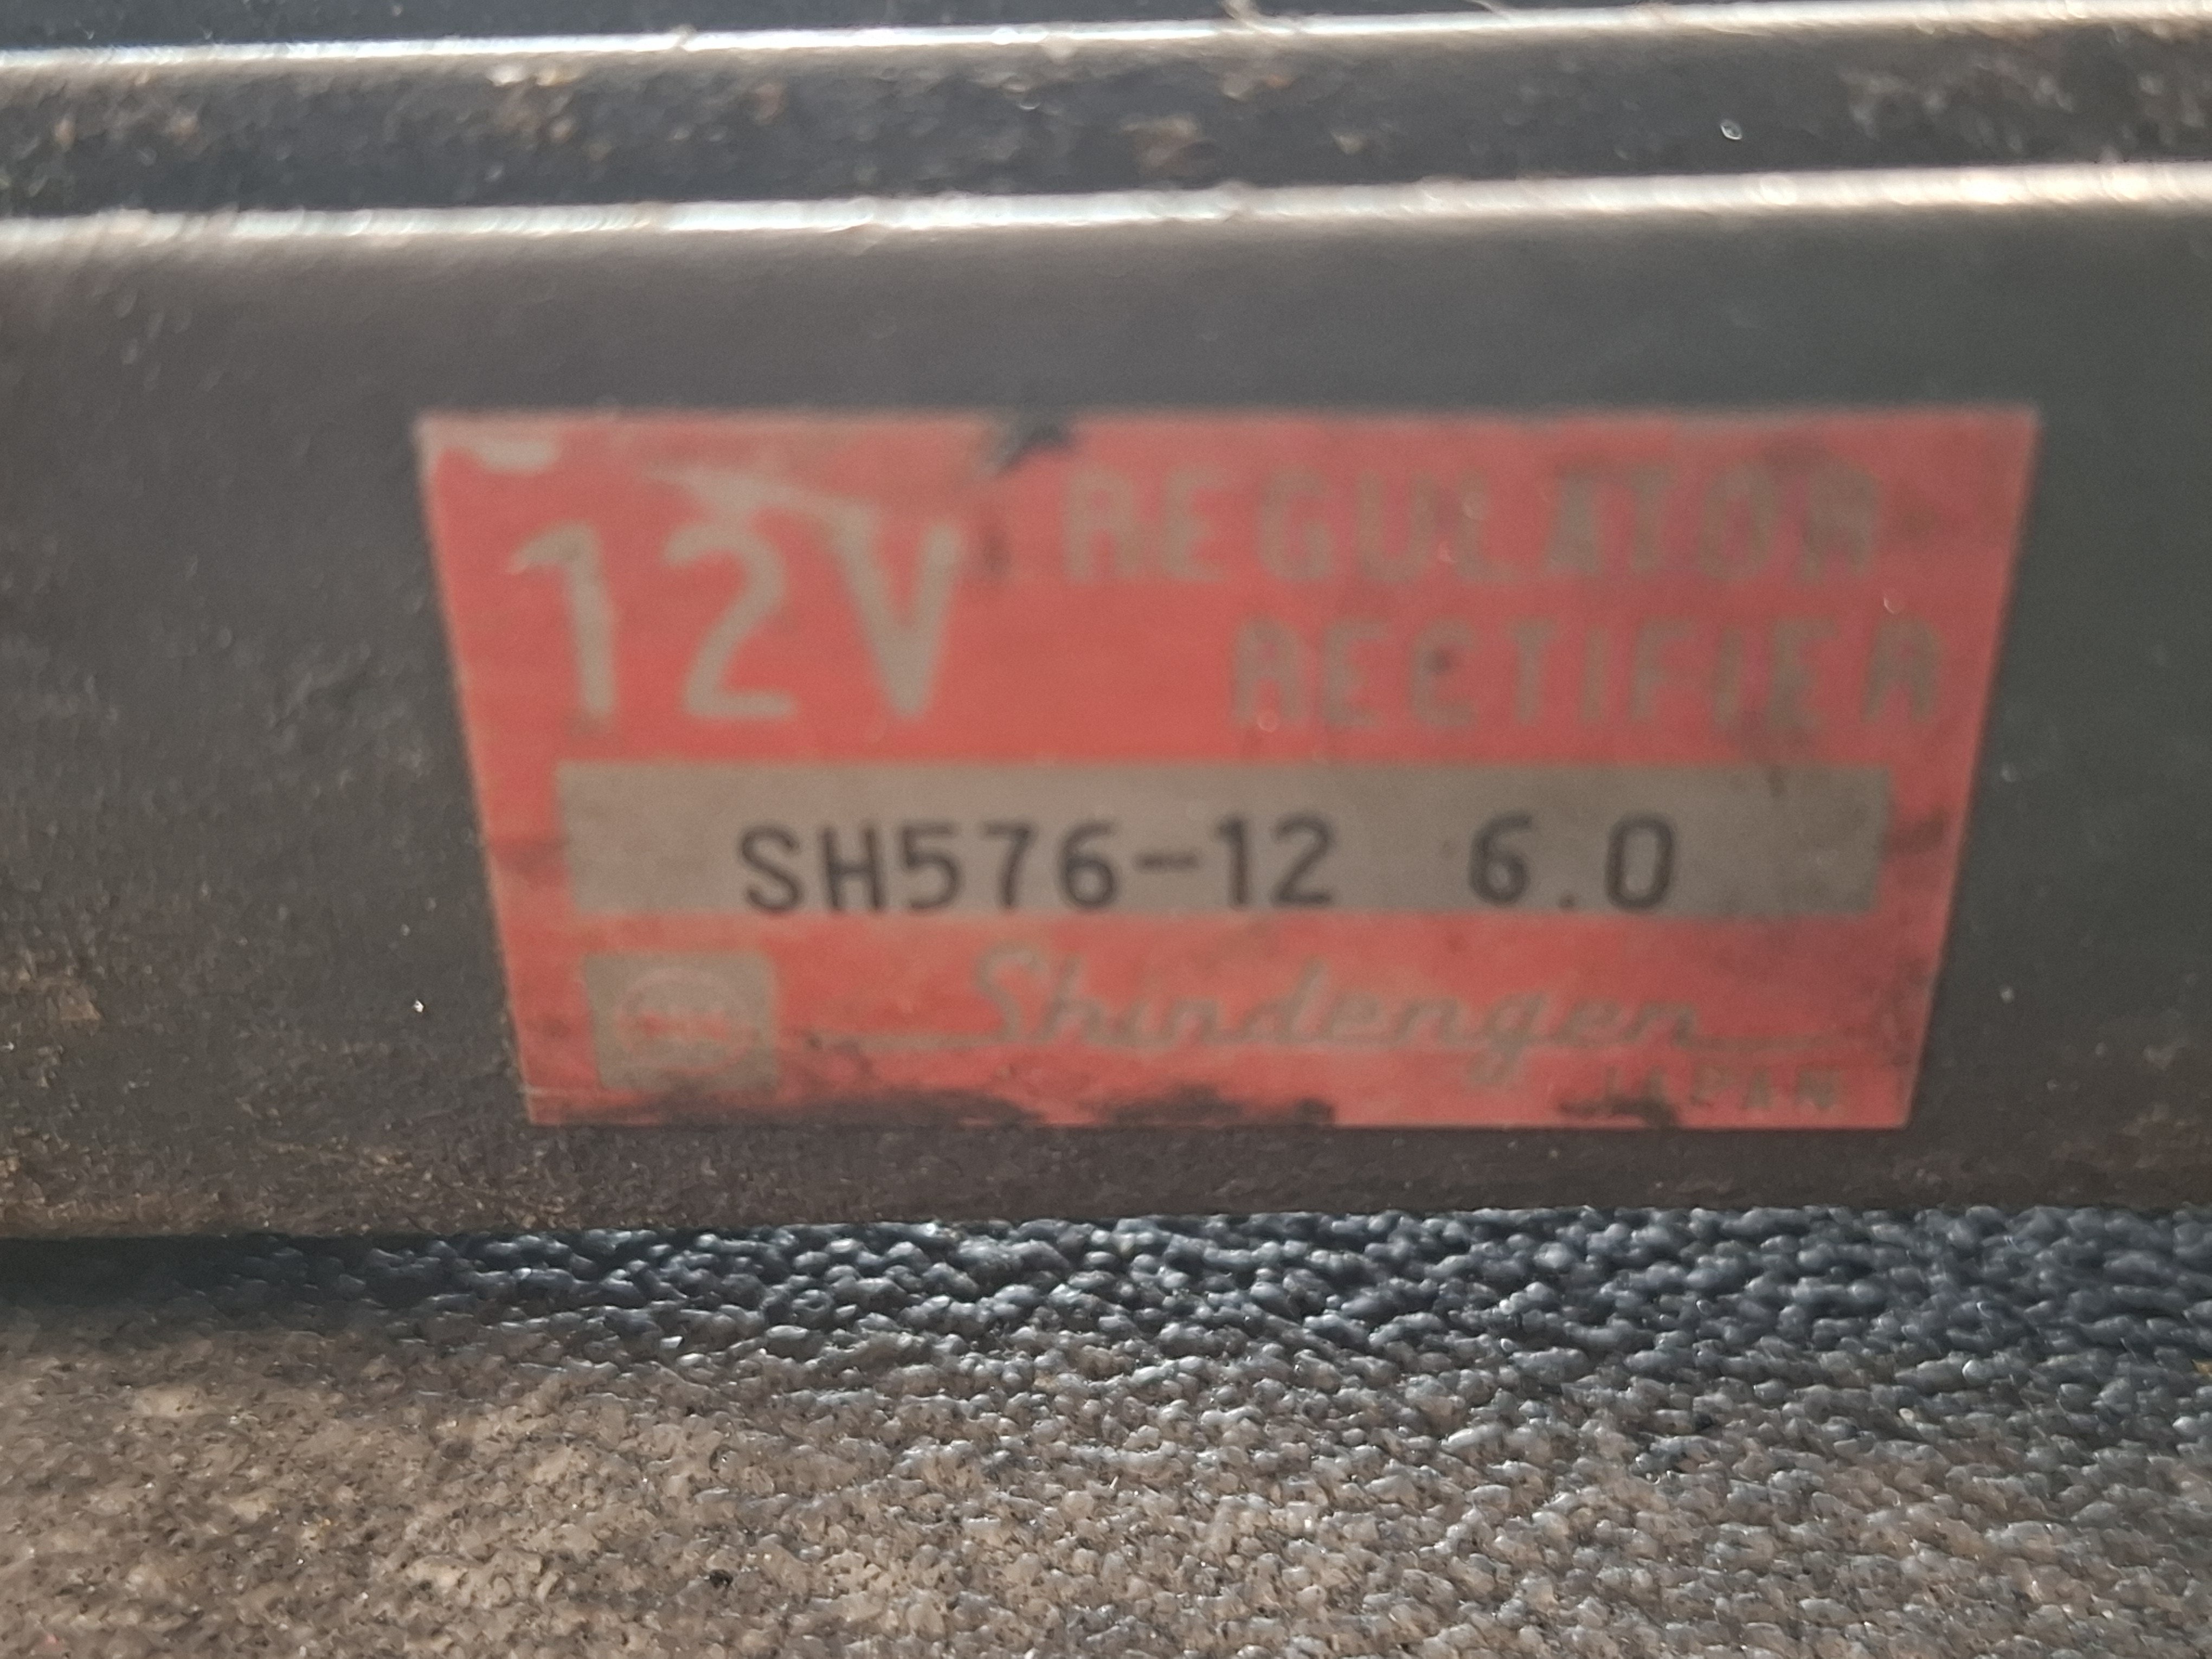 12V REGULATOR
RECTIFIER
SH576-12 6.0
Shindengen
JAPAN